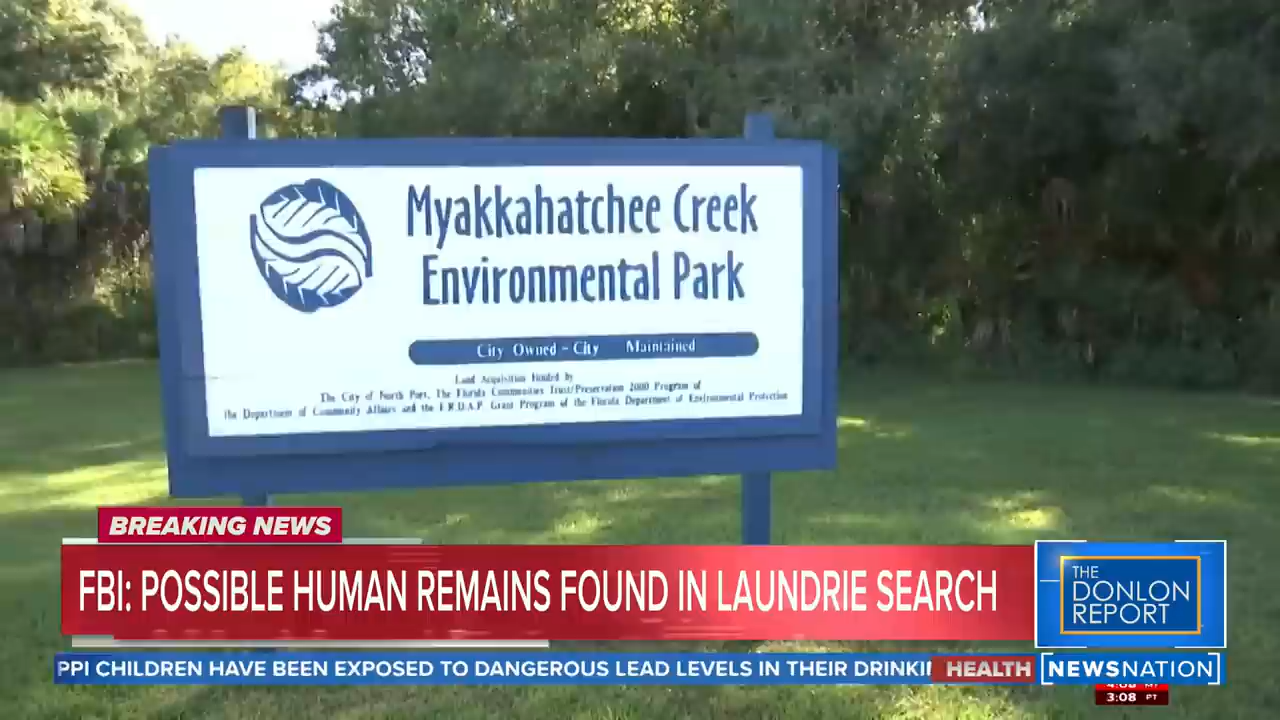 Myakkahatchee Creek
Environmental Park
City Owned - City Maintained
Land Acquisition Funded by
The City of North Port, The Florida Communities Trust/Preservation 2000 Program of
the Department of Community Affairs and the F.R.D.A.P. Grant Program of the Florida Department of Environmental Protection
BREAKING NEWS
FBI: POSSIBLE HUMAN REMAINS FOUND IN LAUNDRIE SEARCH
THE
DONLON
REPORT
PPI CHILDREN HAVE BEEN EXPOSED TO DANGEROUS LEAD LEVELS IN THEIR DRINKI
HEALTH
NEWSNATION
3:08 PT